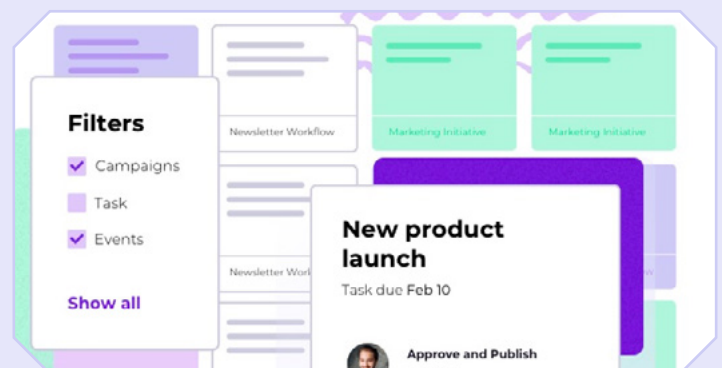 Newsletter Workflow
Marketing Initiative
Marketing Initiative
Filters
Campaigns
Task
Events
Show all
Newsletter
New product
launch
Task due Feb 10
Approve and Publish